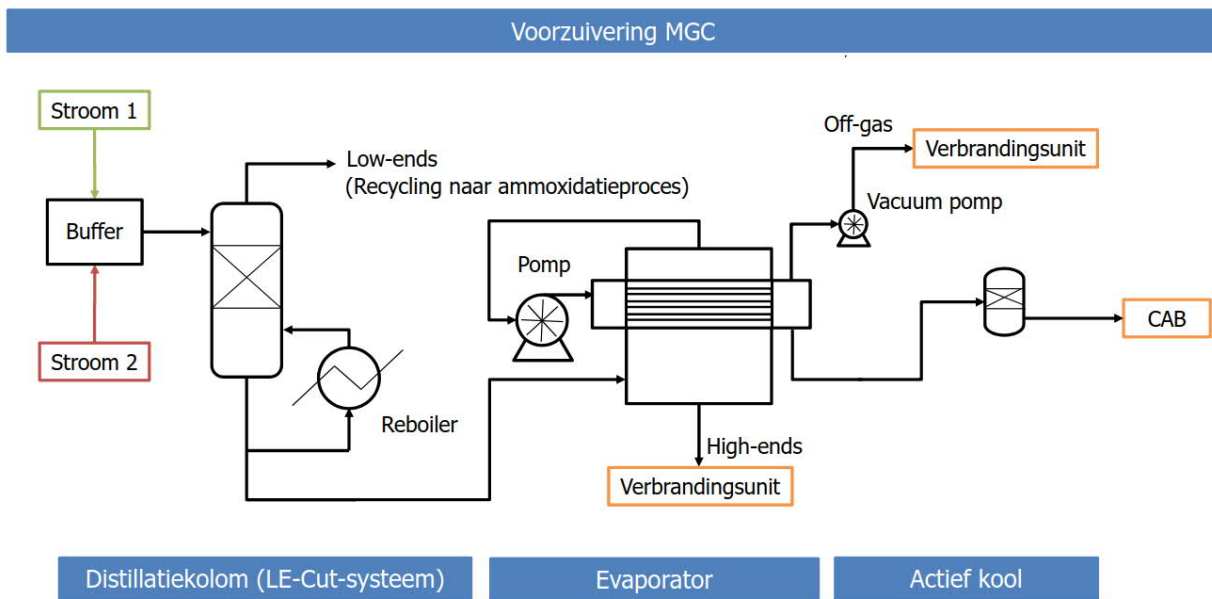 Voorzuivering MGC
Stroom 1
Low-ends
(Recycling naar ammoxidatieproces)
Off-gas
Verbrandingsunit
Vacuum pomp
Buffer
Pomp
CAB
Stroom 2
Reboiler
High-ends
Verbrandingsunit
Distillatiekolom (LE-Cut-systeem)
Evaporator
Actief kool